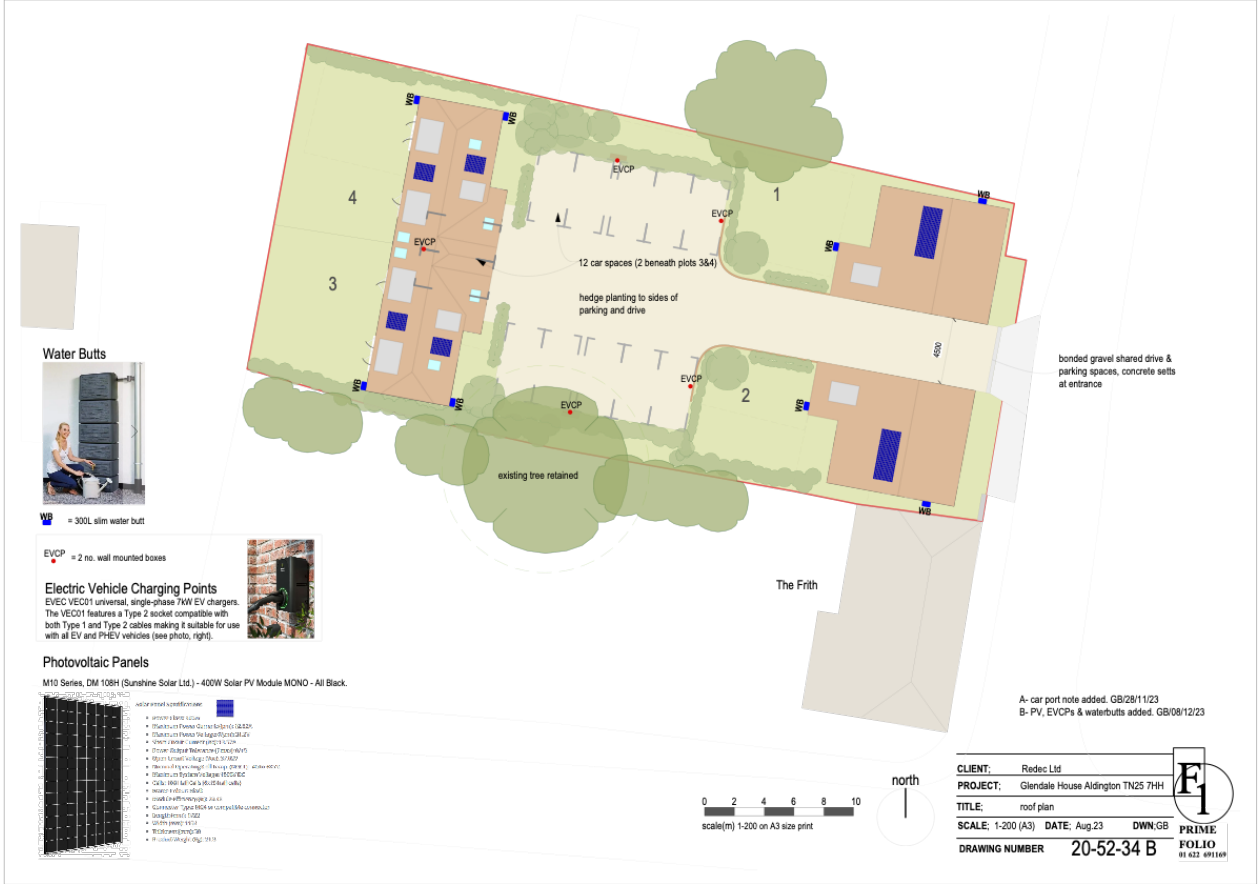 WB
WB
EVCP
1
WB
4
EVCP
WB
EVCP
12 car spaces (2 beneath plots 3&4)
3
hedge planting to sides of
parking and drive
4500
Water Butts
bonded gravel shared drive &
parking spaces, concrete setts
at entrance
WB
WB
EVCP
2
WB
EVCP
existing tree retained
WB
WB = 300L slim water butt
EVCP = 2 no. wall mounted boxes
Electric Vehicle Charging Points
EVEC VEC01 universal, single-phase 7kW EV chargers.
The VEC01 features a Type 2 socket compatible with
both Type 1 and Type 2 cables making it suitable for use
with all EV and PHEV vehicles (see photo, right).
The Frith
Photovoltaic Panels
M10 Series, DM 108H (Sunshine Solar Ltd.) - 400W Solar PV Module MONO - All Black.
A- car port note added. GB/28/11/23
B- PV, EVCPs & waterbutts added. GB/08/12/23
north
0 2 4 6 8 10
scale(m) 1-200 on A3 size print
CLIENT; Redec Ltd
PROJECT; Glendale House Aldington TN25 7HH
TITLE; roof plan
SCALE; 1-200 (A3) DATE; Aug.23 DWN;GB
DRAWING NUMBER 20-52-34 B
F1
PRIME
FOLIO
01 622 691169